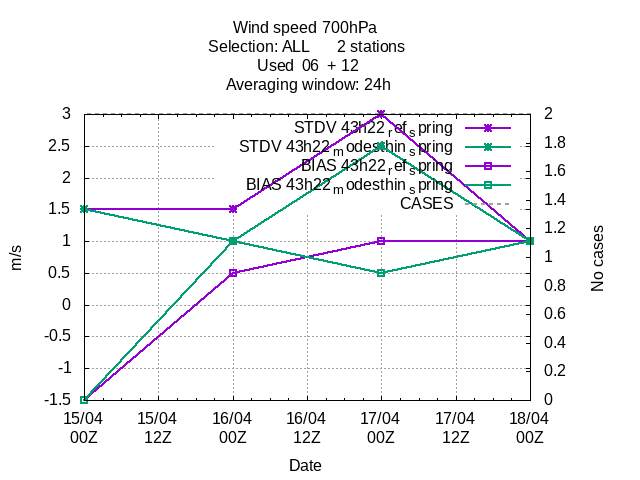 Wind speed 700hPa
Selection: ALL 2 stations
Used 06 + 12
Averaging window: 24h
3
2.5
2
1.5
1
0.5
0
-0.5
-1
-1.5
m/s
STDV 43h22refspring
STDV 43h22modesthinspring
BIAS 43h22refspring
BIAS 43h22modesthinspring
CASES
2
1.8
1.6
1.4
1.2
1
0.8
0.6
0.4
0.2
0
No cases
15/04 15/04 16/04 16/04 17/04 17/04 18/04
00Z 12Z 00Z 12Z 00Z 12Z 00Z
Date